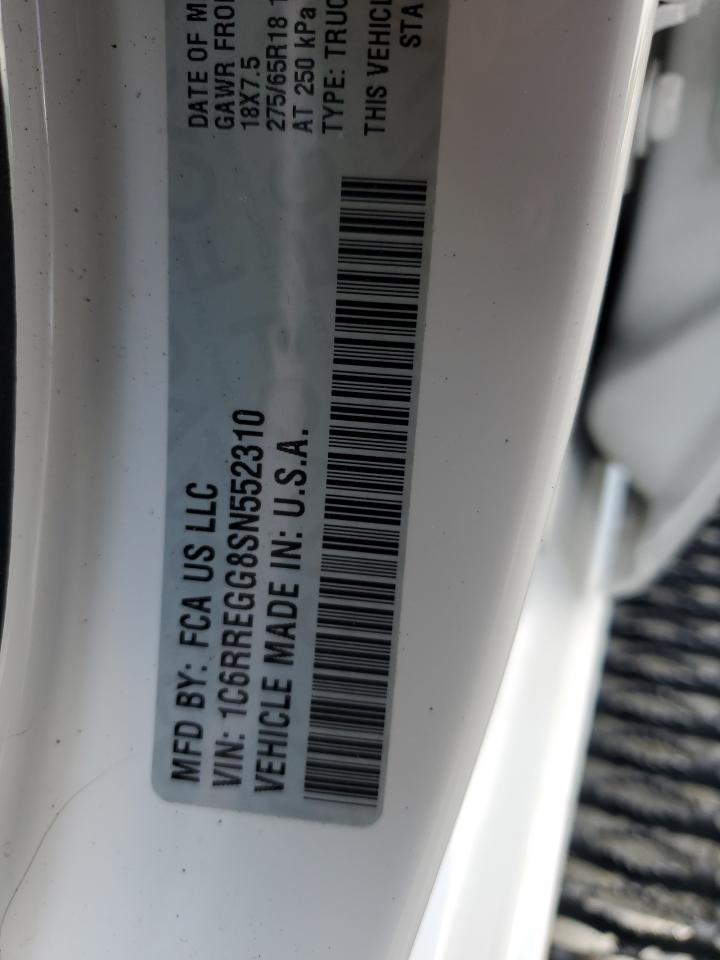 MFD BY: FCA US LLC
VIN: 1C6RREGG8SN552310
VEHICLE MADE IN: U.S.A.
DATE OF M
GAWR FRO
18X7.5
275/65R18
AT 250 kPa
TYPE: TRUC
THIS VEHICL
STA